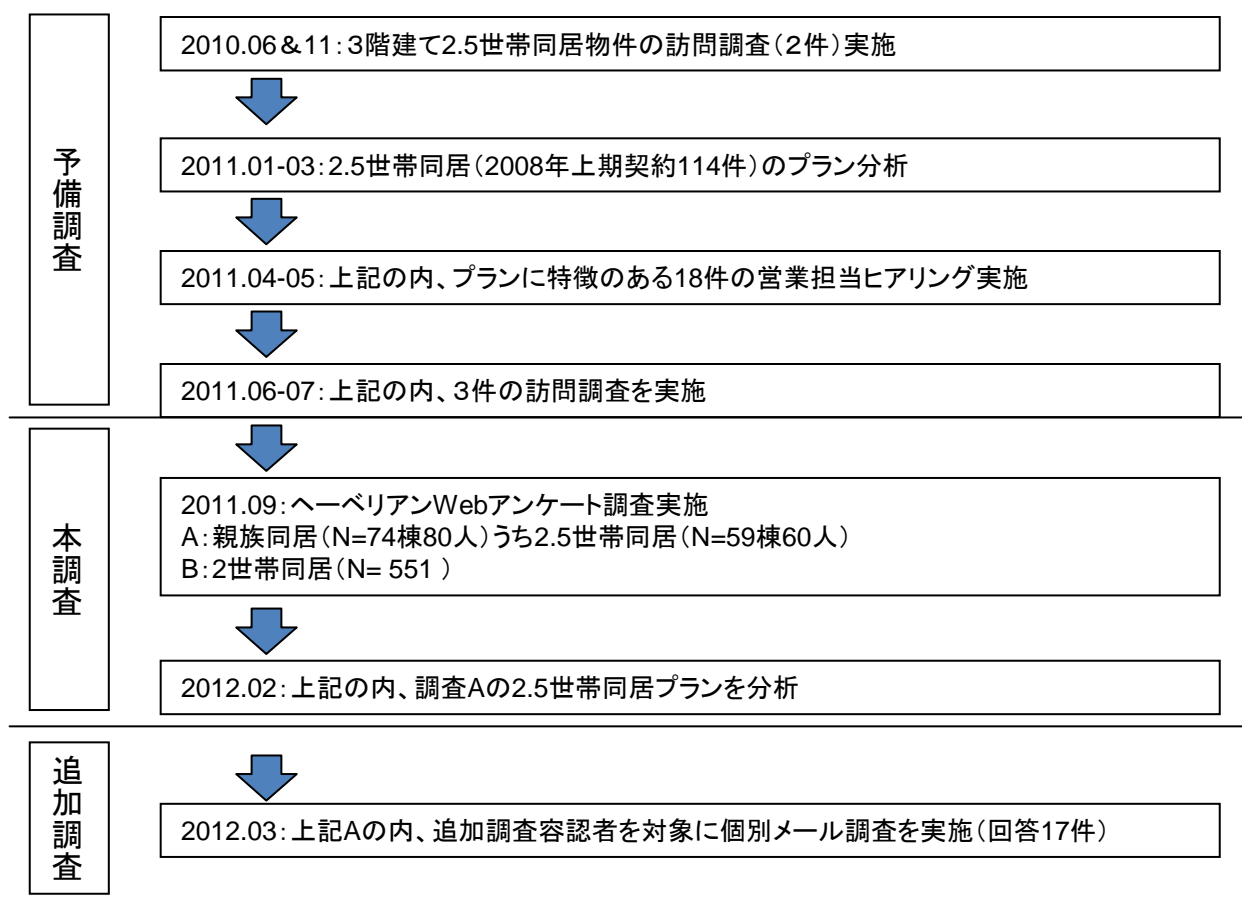 予備調査
2010.06&11：３階建て2.5世帯同居物件の訪問調査（２件）実施
2011.01-03：2.5世帯同居（2008年上期契約114件）のプラン分析
2011.04-05：上記の内、プランに特徴のある18件の営業担当ヒアリング実施
2011.06-07：上記の内、３件の訪問調査を実施
本調査
2011.09：ヘーベリアンWebアンケート調査実施
A：親族同居（N=74棟80人）うち2.5世帯同居（N=59棟60人）
B：2世帯同居（N= 551 ）
2012.02：上記の内、調査Aの2.5世帯同居プランを分析
追加調査
2012.03：上記Aの内、追加調査容認者を対象に個別メール調査を実施（回答17件）